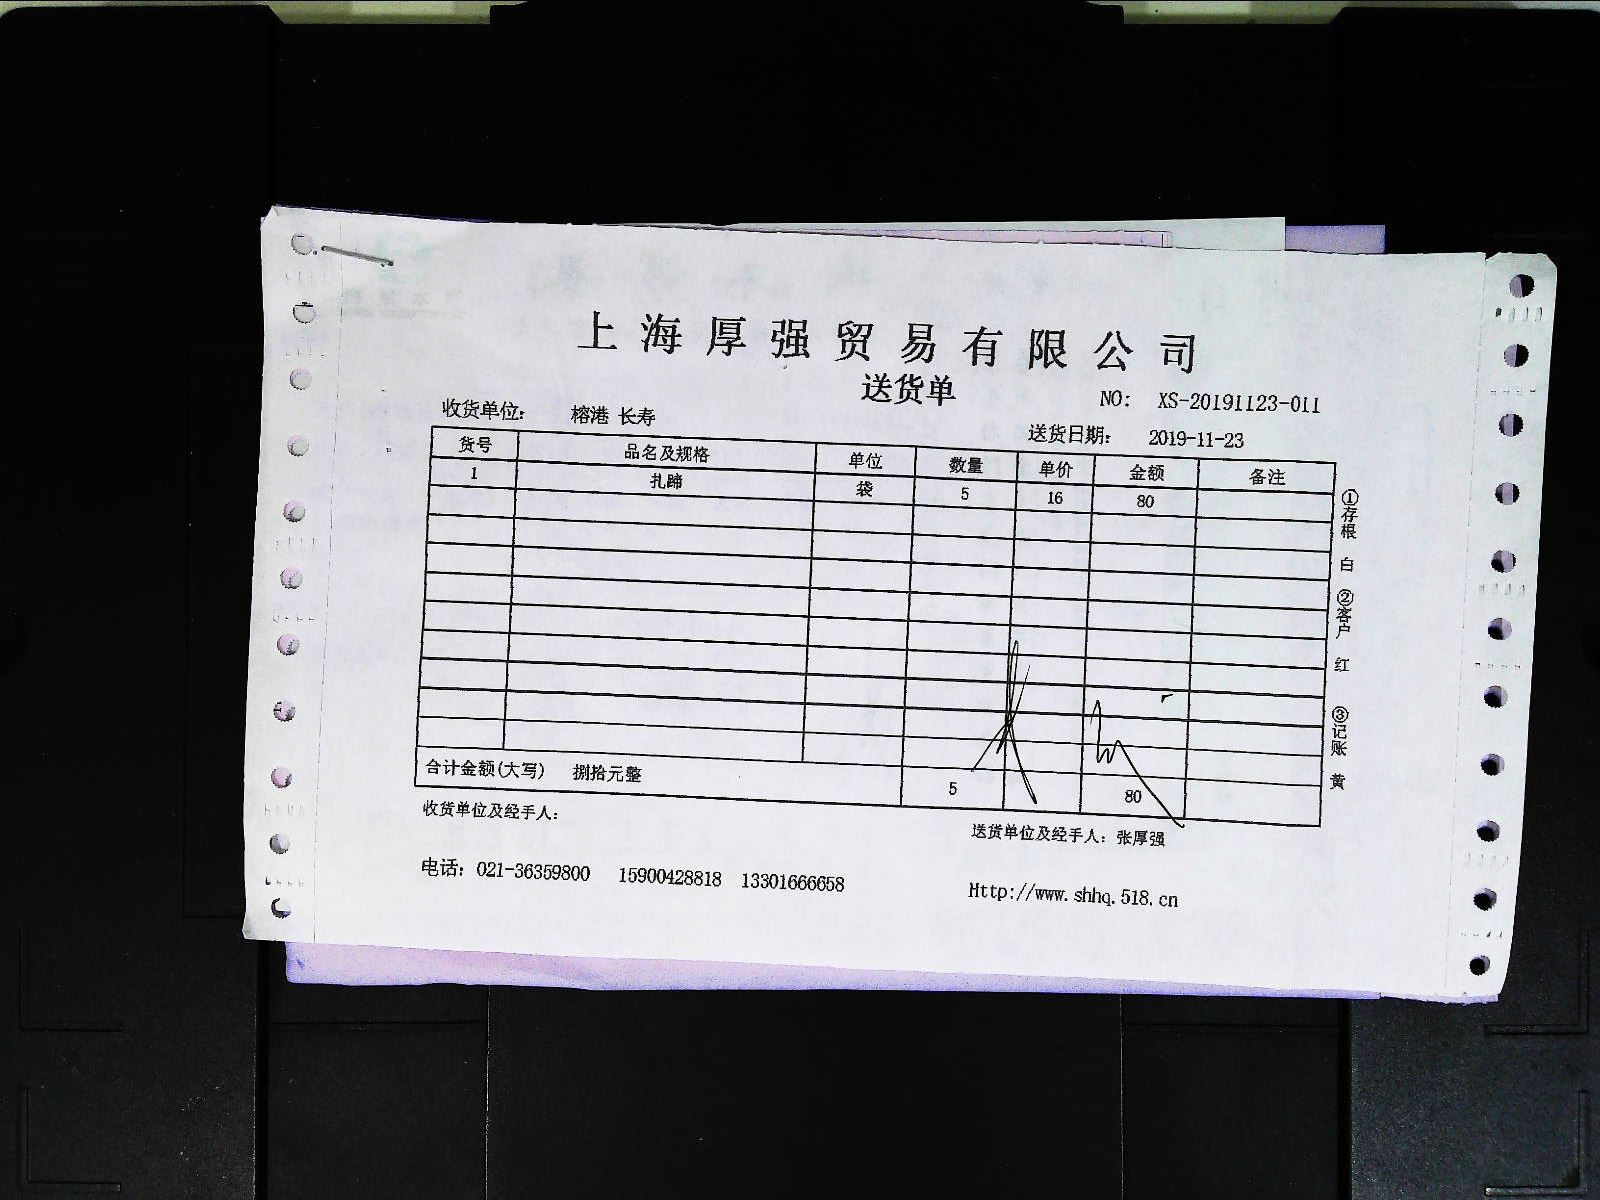 上海厚强贸易有限公司
送货单
NO: XS-20191123-011
收货单位: 榕港 长寿
送货日期: 2019-11-23
货号 品名及规格 单位 数量 单价 金额 备注
1 扎蹄 袋 5 16 80
合计金额(大写) 捌拾元整 5 80
收货单位及经手人:
送货单位及经手人: 张厚强
电话: 021-36359800 15900428818 13301666658
Http://www.shhq.518.cn
①存根 白 ②客户 红 ③记账 黄